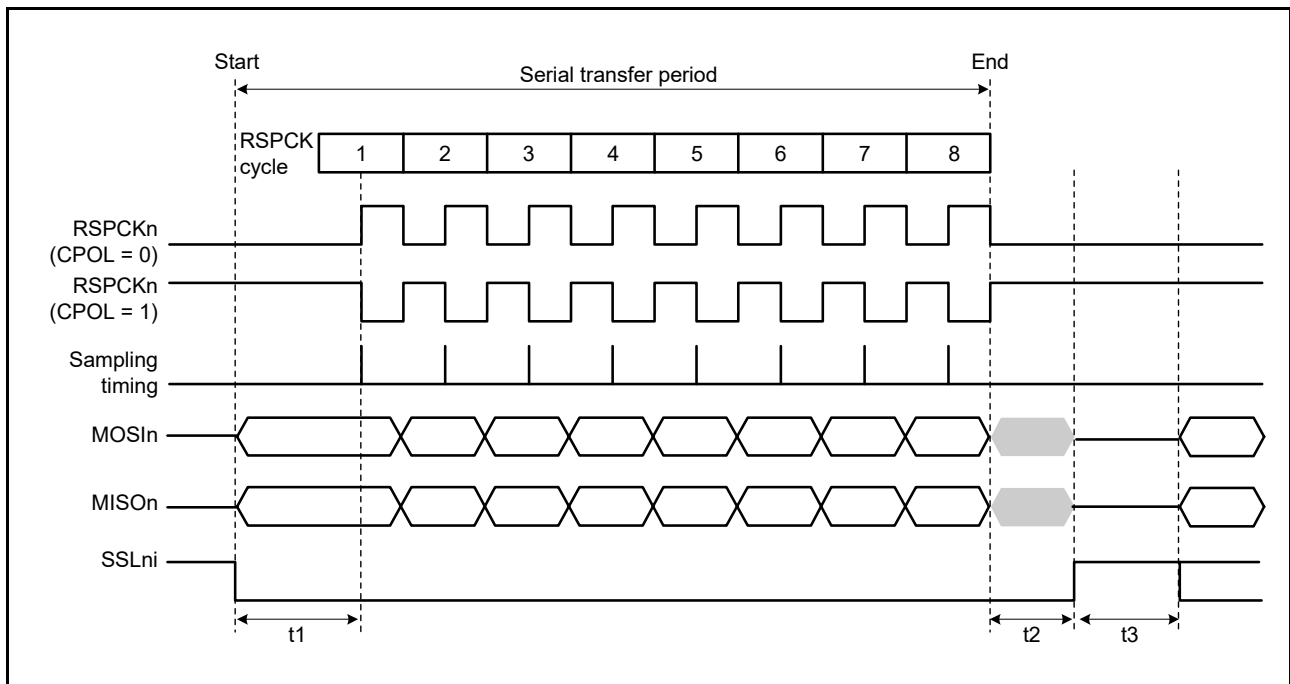 Start
End
Serial transfer period
RSPCK
cycle
1 2 3 4 5 6 7 8
RSPCKn
(CPOL = 0)
RSPCKn
(CPOL = 1)
Sampling
timing
MOSIn
MISOn
SSLni
t1
t2
t3